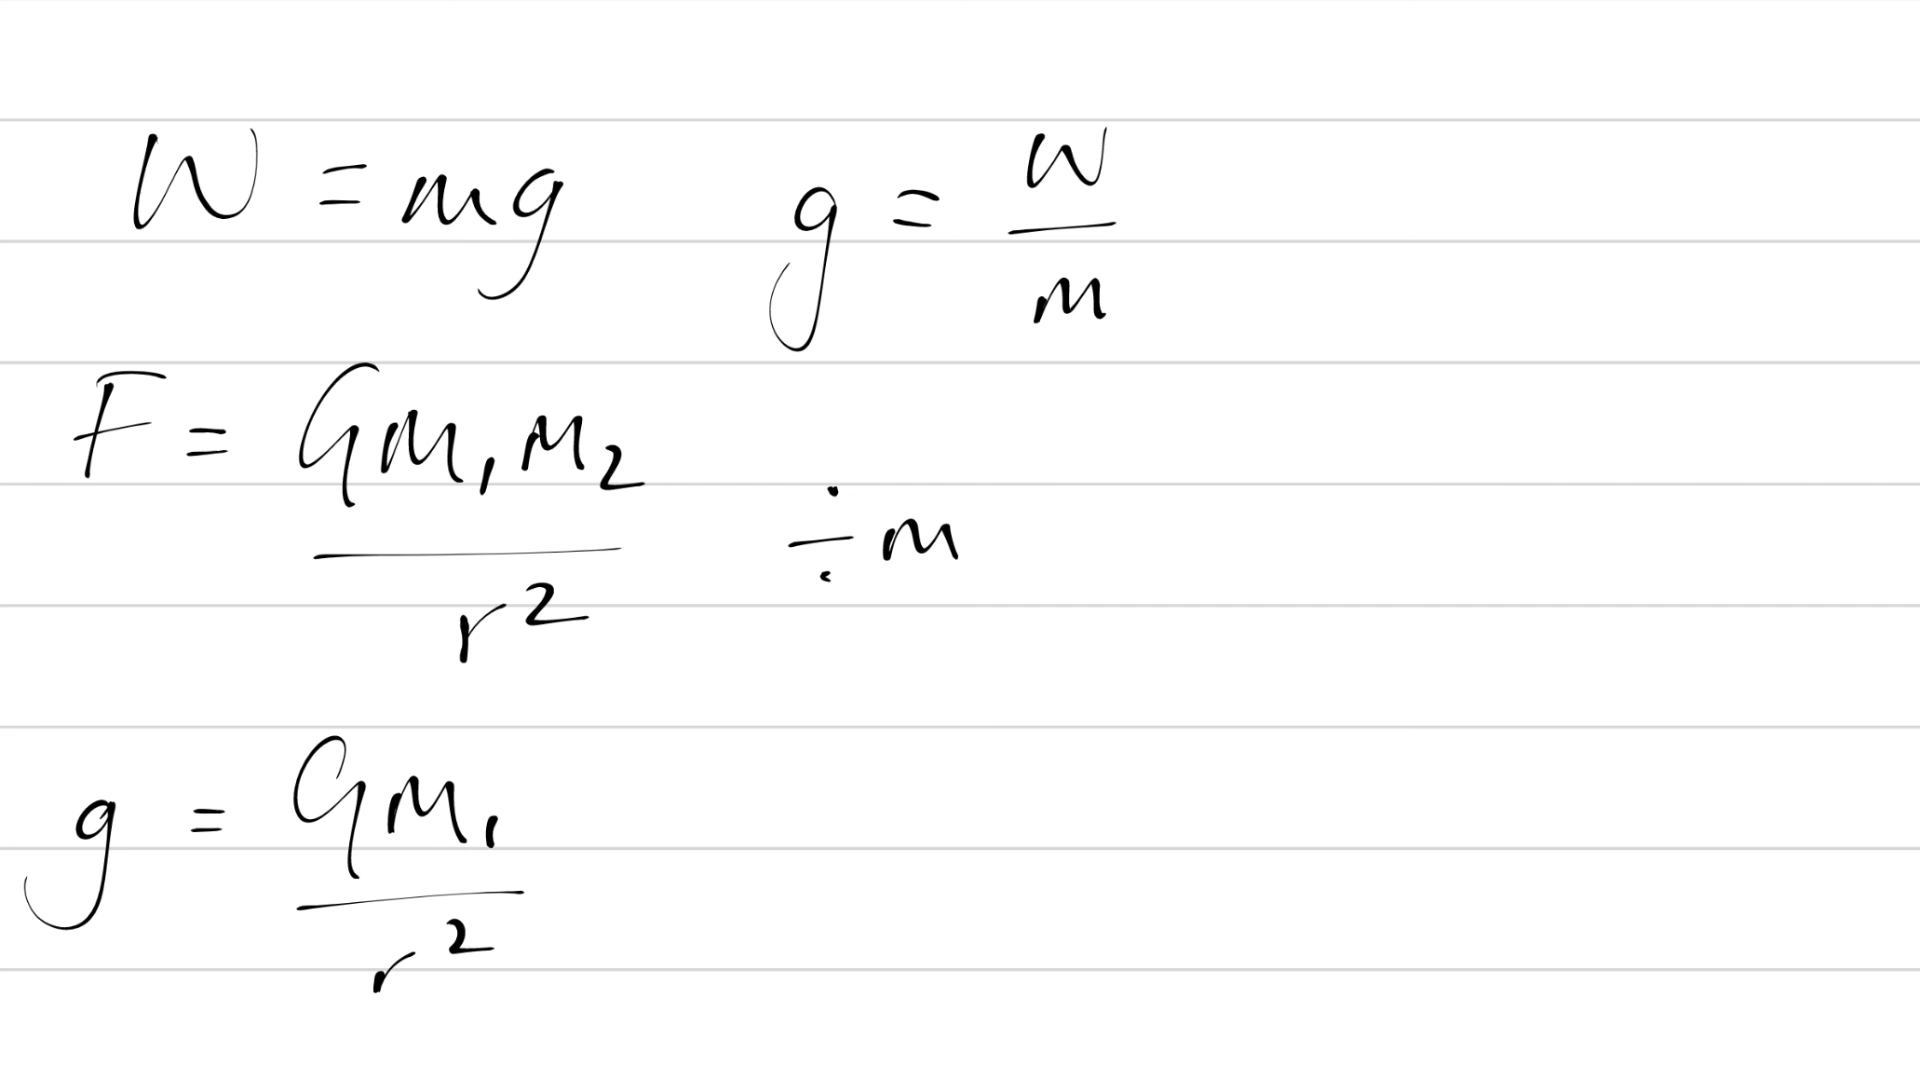 W = mg g = W/m
F = Gm₁m₂/r² ÷m
g = Gm₁/r²